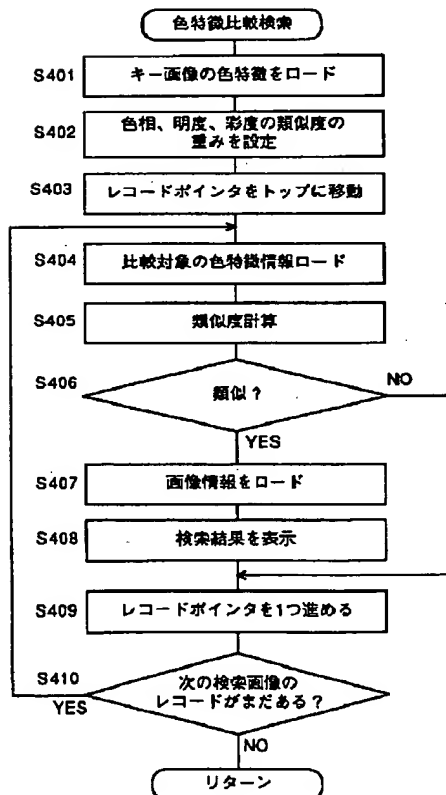 色特徴比較検索
S401
キー画像の色特徴をロード
S402
色相、明度、彩度の類似度の
重みを設定
S403
レコードポインタをトップに移動
S404
比較対象の色特徴情報ロード
S405
類似度計算
S406
類似？
NO
YES
S407
画像情報をロード
S408
検索結果を表示
S409
レコードポインタを1つ進める
S410
次の検索画像の
レコードがまだある？
YES
NO
リターン